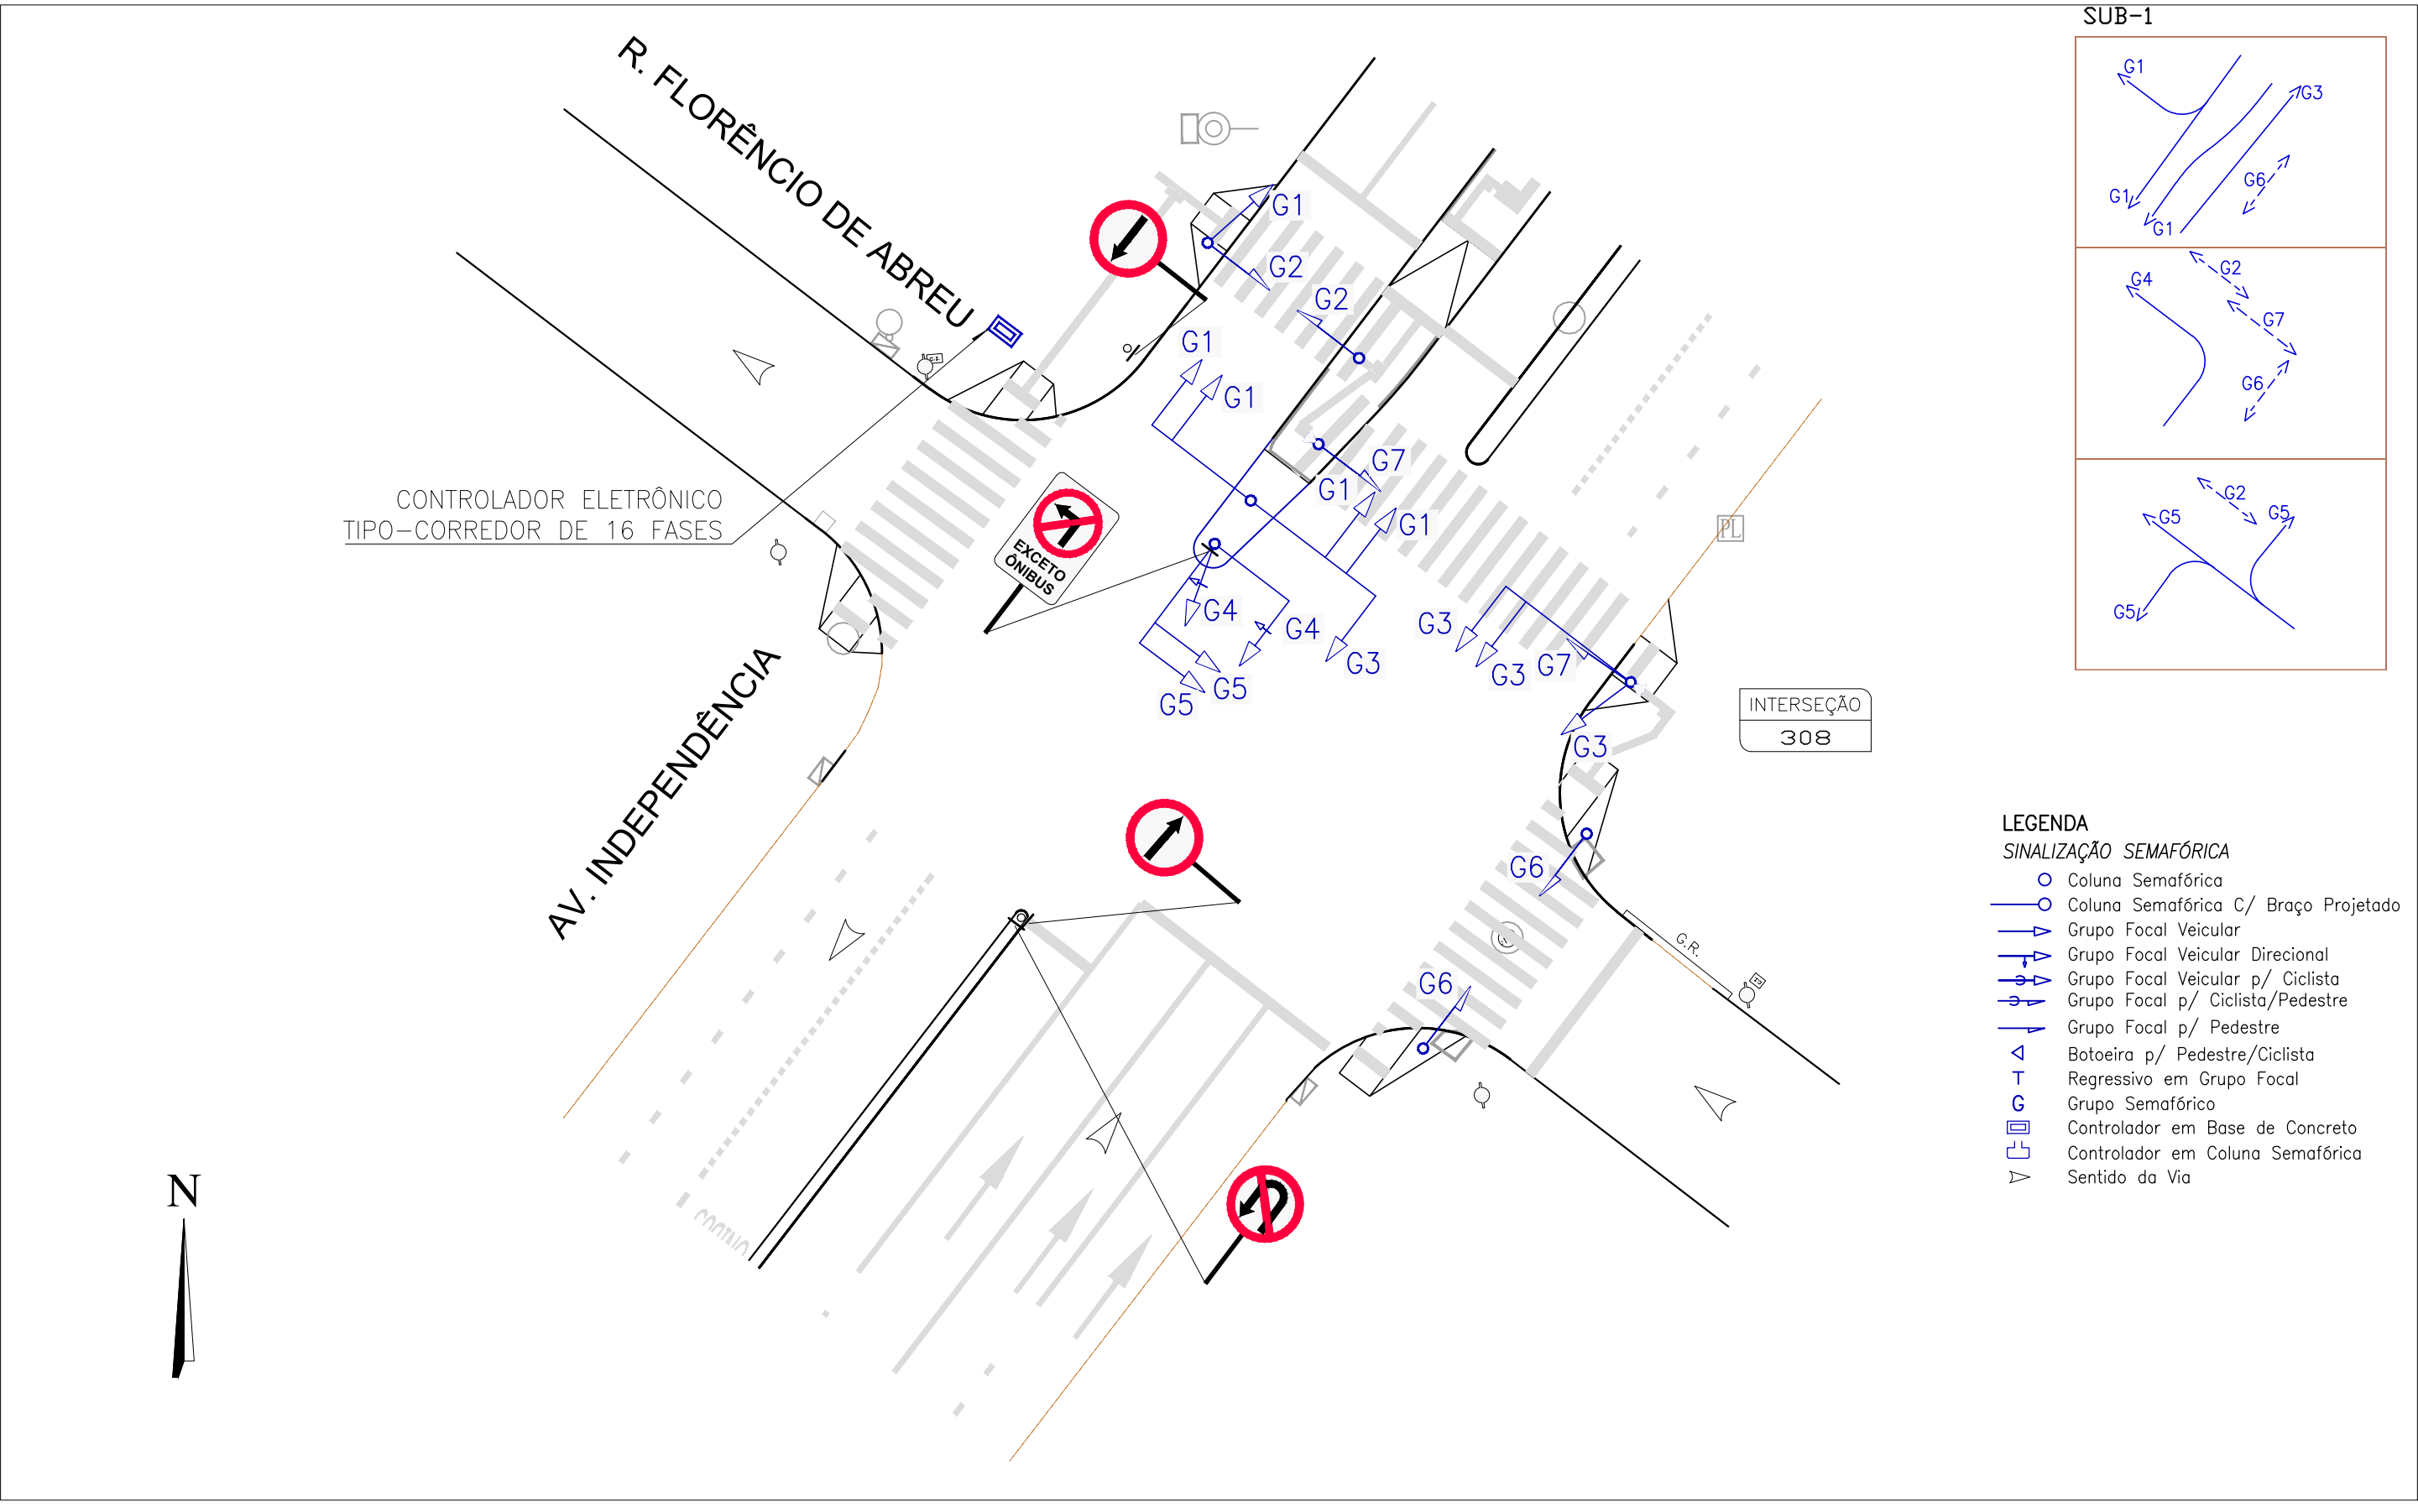 SUB-1
R. FLORÊNCIO DE ABREU
G1
G3
G6
G1
G1
G2
G4
G7
G6
G2
G5
G5
G5
G1
G2
G2
G1
G1
G7
G1
G1
CONTROLADOR ELETRÔNICO
TIPO-CORREDOR DE 16 FASES
EXCETO
ÔNIBUS
PL
G4
G4
G3
G3
G3
G7
G5
G5
G3
AV. INDEPENDÊNCIA
INTERSEÇÃO
308
G6
G6
G.R.
ONIBUS
N
LEGENDA
SINALIZAÇÃO SEMAFÓRICA
Coluna Semafórica
Coluna Semafórica C/ Braço Projetado
Grupo Focal Veicular
Grupo Focal Veicular Direcional
Grupo Focal Veicular p/ Ciclista
Grupo Focal p/ Ciclista/Pedestre
Grupo Focal p/ Pedestre
Botoeira p/ Pedestre/Ciclista
T Regressivo em Grupo Focal
G Grupo Semafórico
Controlador em Base de Concreto
Controlador em Coluna Semafórica
Sentido da Via